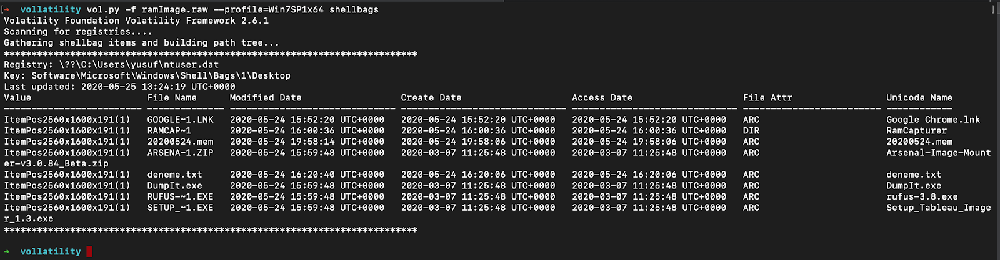 [➜  vollatility vol.py -f ramImage.raw --profile=Win7SP1x64 shellbags ]
Volatility Foundation Volatility Framework 2.6.1
Scanning for registries....
Gathering shellbag items and building path tree...
***************************************************************************
Registry: \??\C:\Users\yusuf\ntuser.dat
Key: Software\Microsoft\Windows\Shell\Bags\1\Desktop
Last updated: 2020-05-25 13:24:19 UTC+0000
Value                     File Name      Modified Date                  Create Date                    Access Date                    File Attr                 Unicode Name
------------------------- -------------- ------------------------------ ------------------------------ ------------------------------ ------------------------- ------------
ItemPos2560x1600x191(1)   GOOGLE~1.LNK   2020-05-24 15:52:20 UTC+0000   2020-05-24 15:52:20 UTC+0000   2020-05-24 15:52:20 UTC+0000   ARC                       Google Chrome.lnk
ItemPos2560x1600x191(1)   RAMCAP~1       2020-05-24 16:00:36 UTC+0000   2020-05-24 16:00:36 UTC+0000   2020-05-24 16:00:36 UTC+0000   DIR                       RamCapturer
ItemPos2560x1600x191(1)   20200524.mem   2020-05-24 19:58:14 UTC+0000   2020-05-24 19:58:06 UTC+0000   2020-05-24 19:58:06 UTC+0000   ARC                       20200524.mem
ItemPos2560x1600x191(1)   ARSENA~1.ZIP   2020-05-24 15:59:48 UTC+0000   2020-03-07 11:25:48 UTC+0000   2020-03-07 11:25:48 UTC+0000   ARC                       Arsenal-Image-Mount
er-v3.0.84_Beta.zip
ItemPos2560x1600x191(1)   deneme.txt     2020-05-24 16:20:40 UTC+0000   2020-05-24 16:20:06 UTC+0000   2020-05-24 16:20:06 UTC+0000   ARC                       deneme.txt
ItemPos2560x1600x191(1)   DumpIt.exe     2020-05-24 15:59:48 UTC+0000   2020-03-07 11:25:48 UTC+0000   2020-03-07 11:25:48 UTC+0000   ARC                       DumpIt.exe
ItemPos2560x1600x191(1)   RUFUS-~1.EXE   2020-05-24 15:59:48 UTC+0000   2020-03-07 11:25:48 UTC+0000   2020-03-07 11:25:48 UTC+0000   ARC                       rufus-3.8.exe
ItemPos2560x1600x191(1)   SETUP_~1.EXE   2020-05-24 15:59:48 UTC+0000   2020-03-07 11:25:48 UTC+0000   2020-03-07 11:25:48 UTC+0000   ARC                       Setup_Tableau_Image
r_1.3.exe
***************************************************************************
➜  vollatility